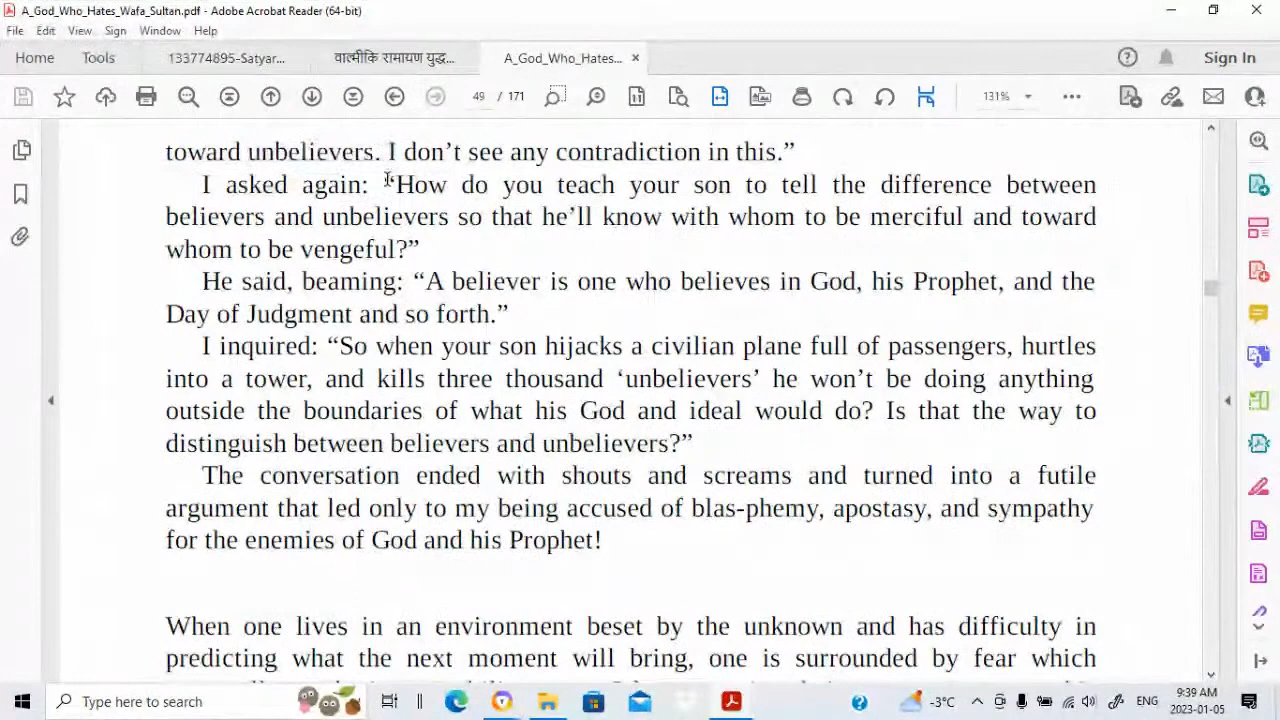 A_God_Who_Hates_Wafa_Sultan.pdf - Adobe Acrobat Reader (64-bit)
File Edit View Sign Window Help
Home Tools 133774895-Satyar... वाल्मीकि रामायण युद्ध... A_God_Who_Hates... × Sign In
49 / 171 131%
toward unbelievers. I don’t see any contradiction in this.”
I asked again: “How do you teach your son to tell the difference between
believers and unbelievers so that he’ll know with whom to be merciful and toward
whom to be vengeful?”
He said, beaming: “A believer is one who believes in God, his Prophet, and the
Day of Judgment and so forth.”
I inquired: “So when your son hijacks a civilian plane full of passengers, hurtles
into a tower, and kills three thousand ‘unbelievers’ he won’t be doing anything
outside the boundaries of what his God and ideal would do? Is that the way to
distinguish between believers and unbelievers?”
The conversation ended with shouts and screams and turned into a futile
argument that led only to my being accused of blas-phemy, apostasy, and sympathy
for the enemies of God and his Prophet!
When one lives in an environment beset by the unknown and has difficulty in
predicting what the next moment will bring, one is surrounded by fear which
Type here to search -3°C ENG 9:39 AM
2023-01-05